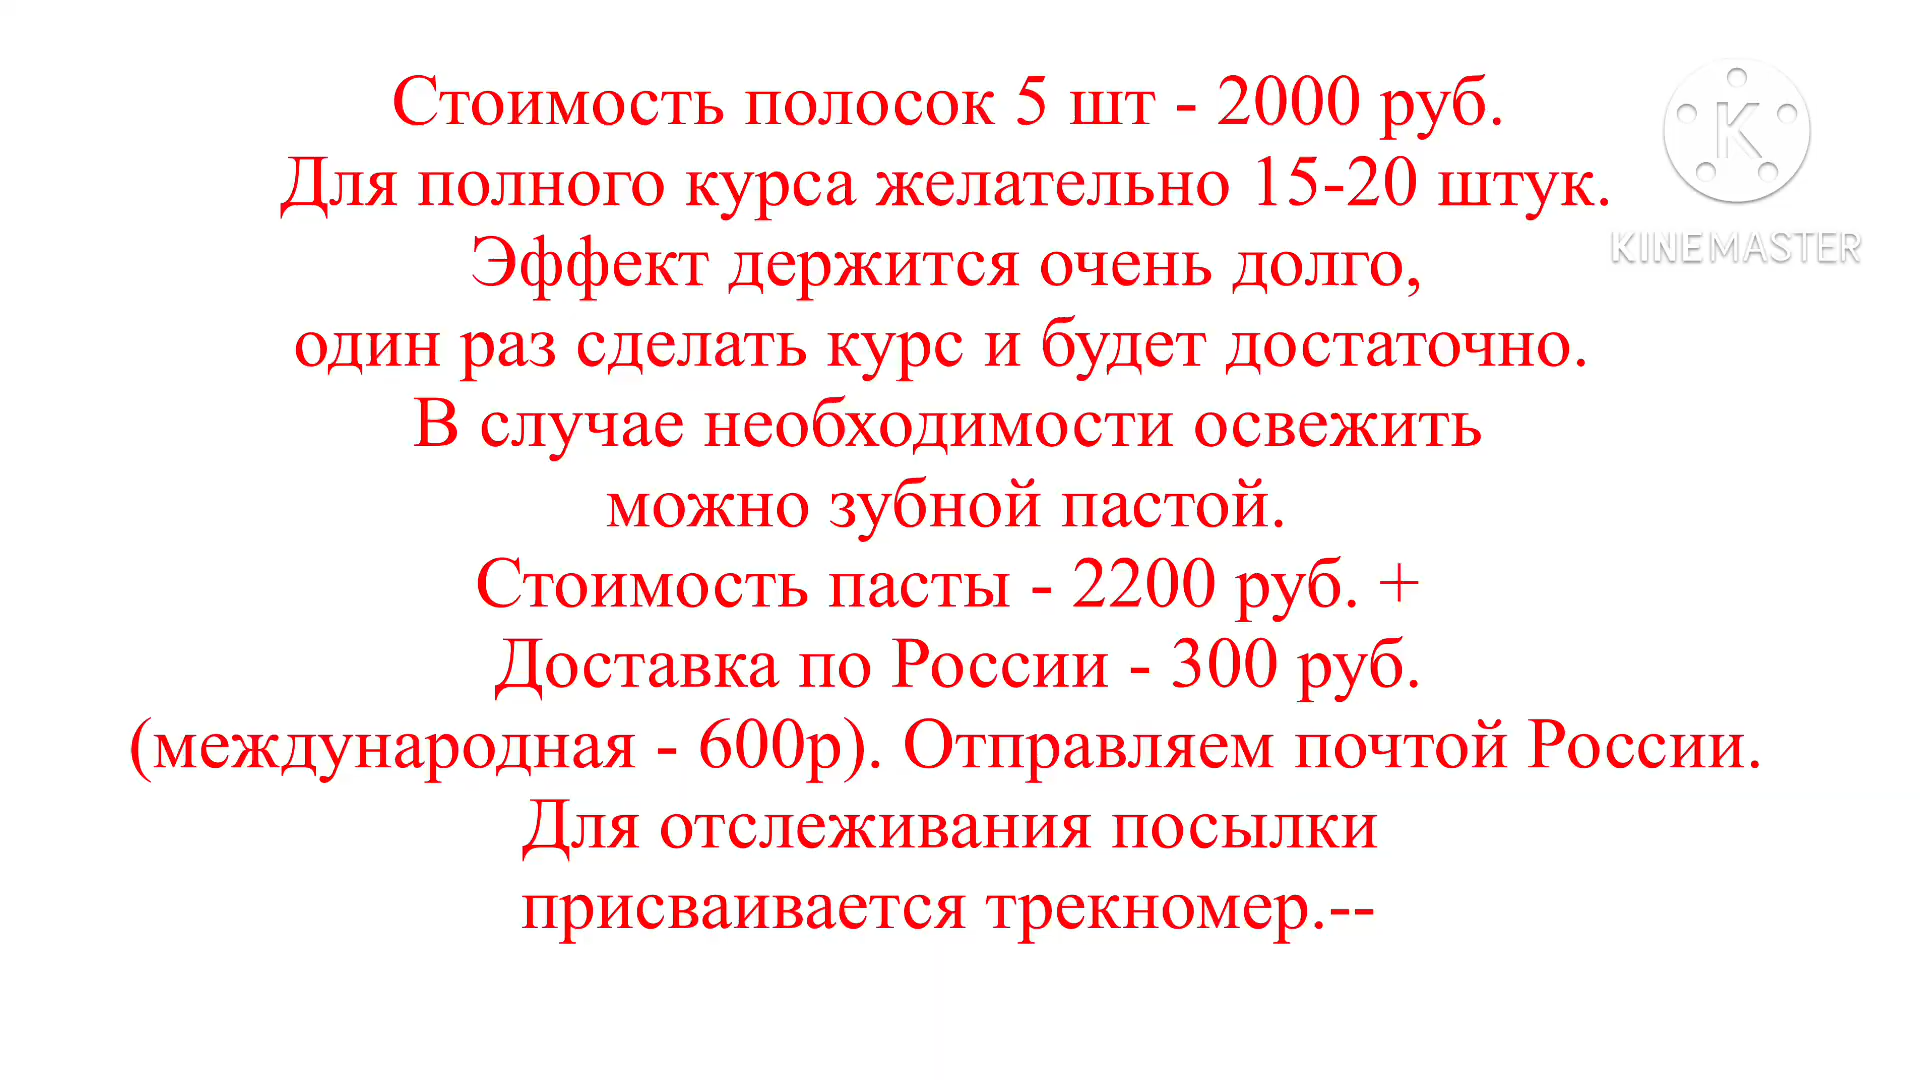 Стоимость полосок 5 шт - 2000 руб.
Для полного курса желательно 15-20 штук.
Эффект держится очень долго,
один раз сделать курс и будет достаточно.
В случае необходимости освежить
можно зубной пастой.
Стоимость пасты - 2200 руб. +
Доставка по России - 300 руб.
(международная - 600р). Отправляем почтой России.
Для отслеживания посылки
присваивается трекномер.--
K
KINEMASTER